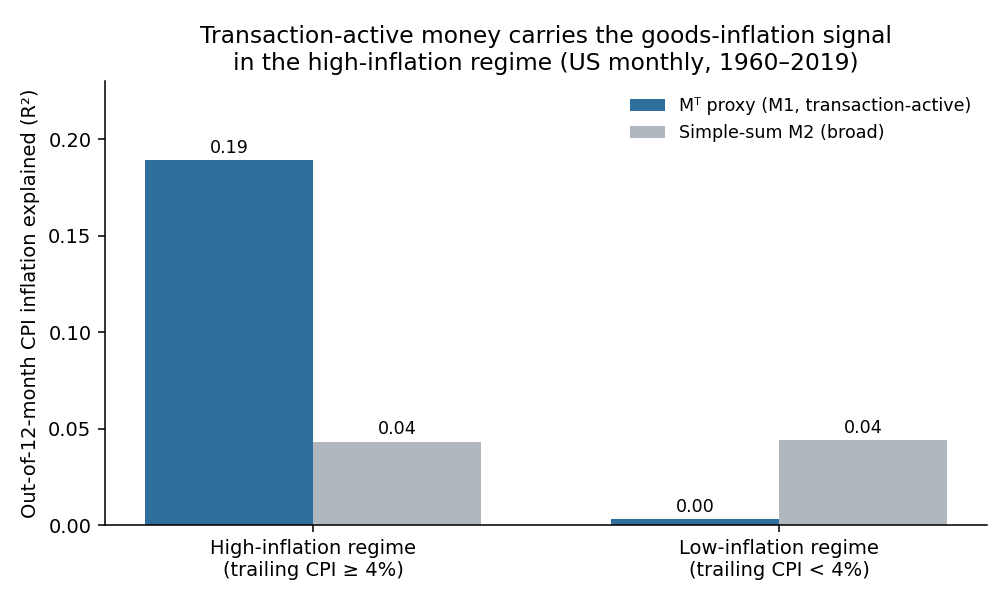 Transaction-active money carries the goods-inflation signal
in the high-inflation regime (US monthly, 1960–2019)
Out-of-12-month CPI inflation explained (R²)
0.20
0.15
0.10
0.05
0.00
Mᵀ proxy (M1, transaction-active)
Simple-sum M2 (broad)
0.19
0.04
0.00
0.04
High-inflation regime
(trailing CPI ≥ 4%)
Low-inflation regime
(trailing CPI < 4%)